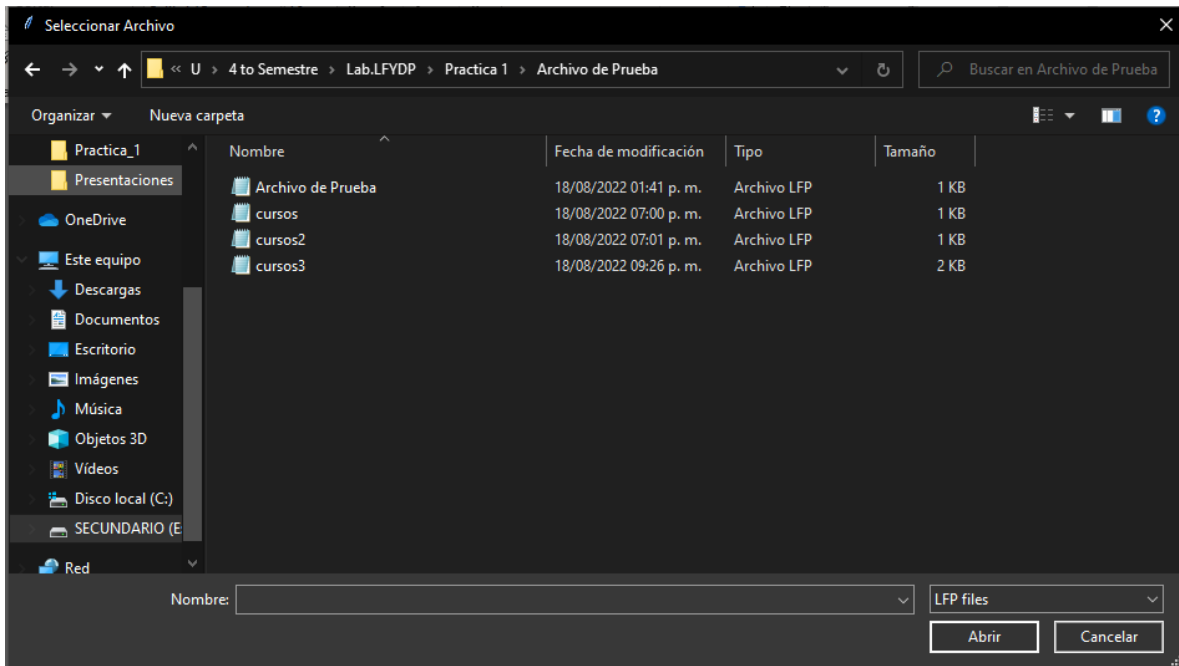 Seleccionar Archivo
« U › 4 to Semestre › Lab.LFYDP › Practica 1 › Archivo de Prueba
Buscar en Archivo de Prueba
Organizar Nueva carpeta
Practica_1
Presentaciones
OneDrive
Este equipo
Descargas
Documentos
Escritorio
Imágenes
Música
Objetos 3D
Vídeos
Disco local (C:)
SECUNDARIO (E
Red
Nombre Fecha de modificación Tipo Tamaño
Archivo de Prueba 18/08/2022 01:41 p. m. Archivo LFP 1 KB
cursos 18/08/2022 07:00 p. m. Archivo LFP 1 KB
cursos2 18/08/2022 07:01 p. m. Archivo LFP 1 KB
cursos3 18/08/2022 09:26 p. m. Archivo LFP 2 KB
Nombre: LFP files
Abrir Cancelar